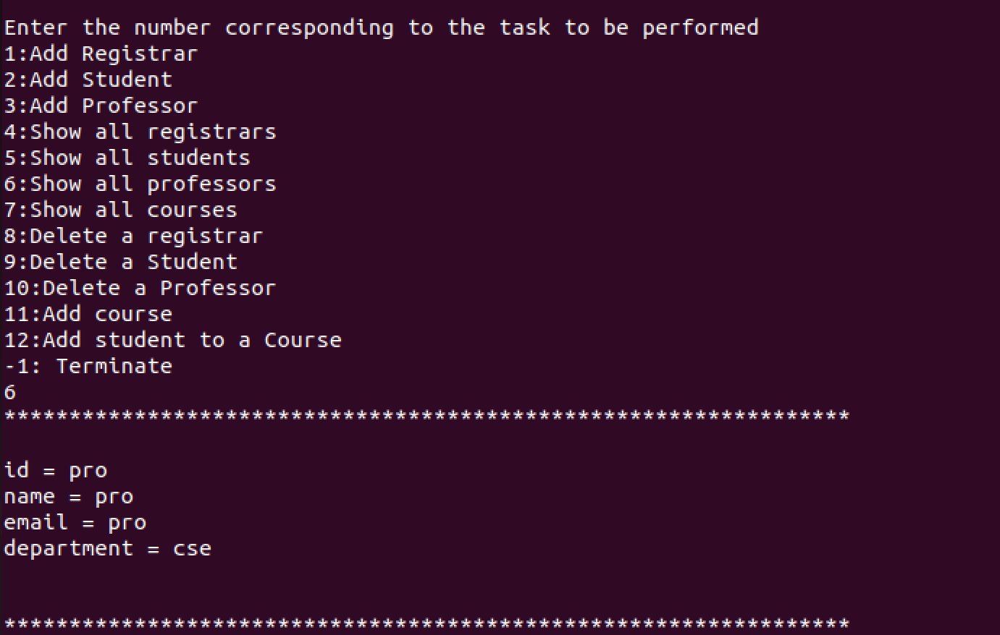 Enter the number corresponding to the task to be performed
1:Add Registrar
2:Add Student
3:Add Professor
4:Show all registrars
5:Show all students
6:Show all professors
7:Show all courses
8:Delete a registrar
9:Delete a Student
10:Delete a Professor
11:Add course
12:Add student to a Course
-1: Terminate
6
*****************************************************************
id = pro
name = pro
email = pro
department = cse
*****************************************************************